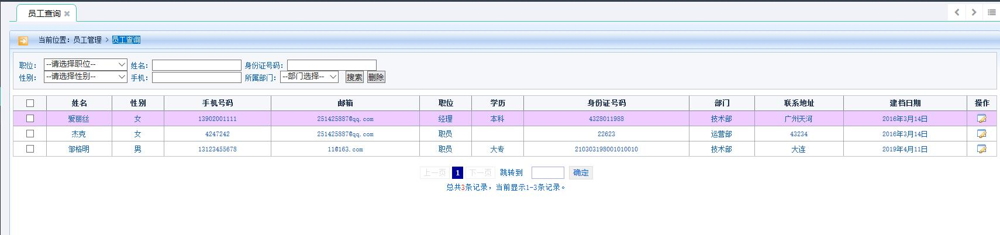 员工查询
当前位置：员工管理 > 员工查询
职位： --请选择职位-- 姓名： 身份证号码：
性别： --请选择性别-- 手机： 所属部门： --部门选择-- 搜索 删除
姓名 性别 手机号码 邮箱 职位 学历 身份证号码 部门 联系地址 建档日期 操作
爱丽丝 女 13902001111 251425887@qq.com 经理 本科 4328011988 技术部 广州天河 2016年3月14日
杰克 女 4247242 251425887@qq.com 职员 22623 运营部 43234 2016年3月14日
邹格明 男 13123455678 11@163.com 职员 大专 210303198001010010 技术部 大连 2019年4月11日
上一页 1 下一页 跳转到 确定
总共3条记录，当前显示1-3条记录。